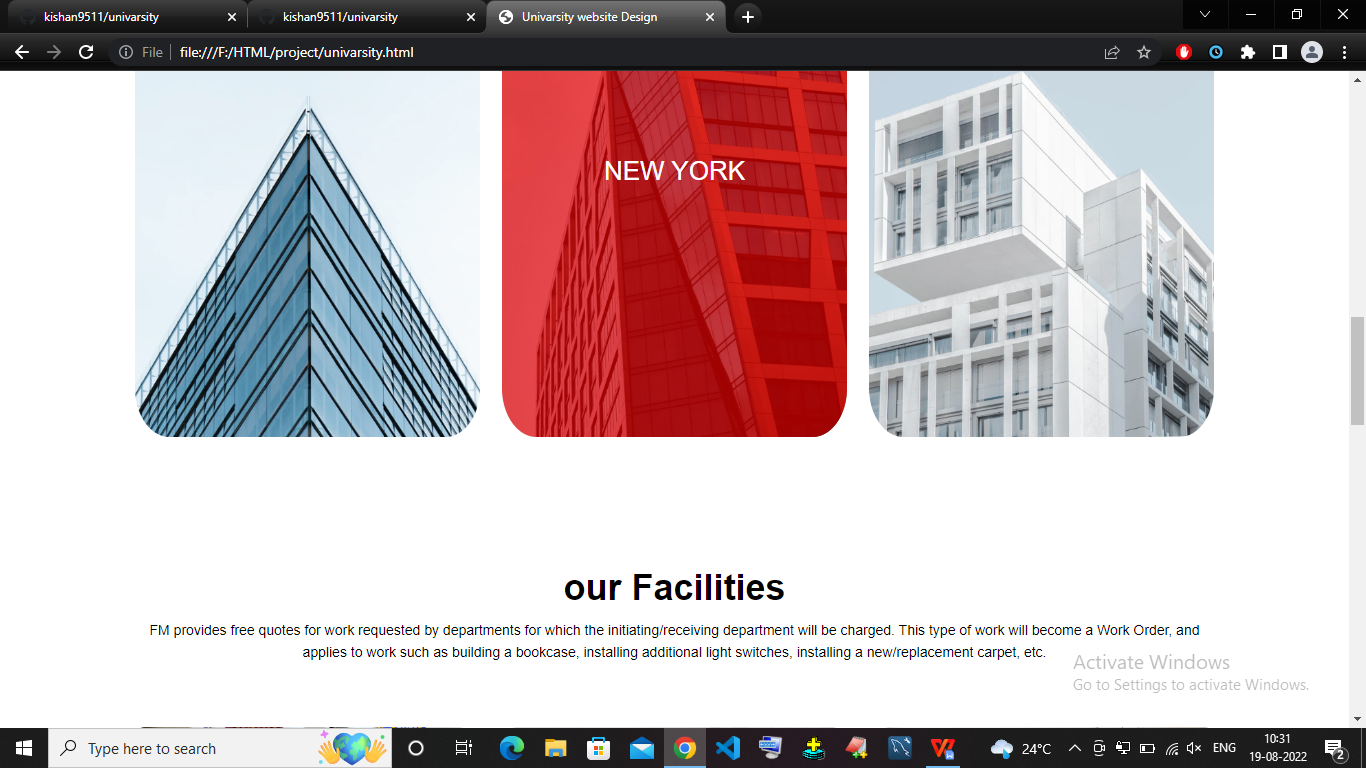 kishan9511/univarsity
kishan9511/univarsity
Univarsity website Design
File
file:///F:/HTML/project/univarsity.html
NEW YORK
our Facilities
FM provides free quotes for work requested by departments for which the initiating/receiving department will be charged. This type of work will become a Work Order, and
applies to work such as building a bookcase, installing additional light switches, installing a new/replacement carpet, etc.
Activate Windows
Go to Settings to activate Windows.
Type here to search
24°C
ENG
10:31
19-08-2022
2